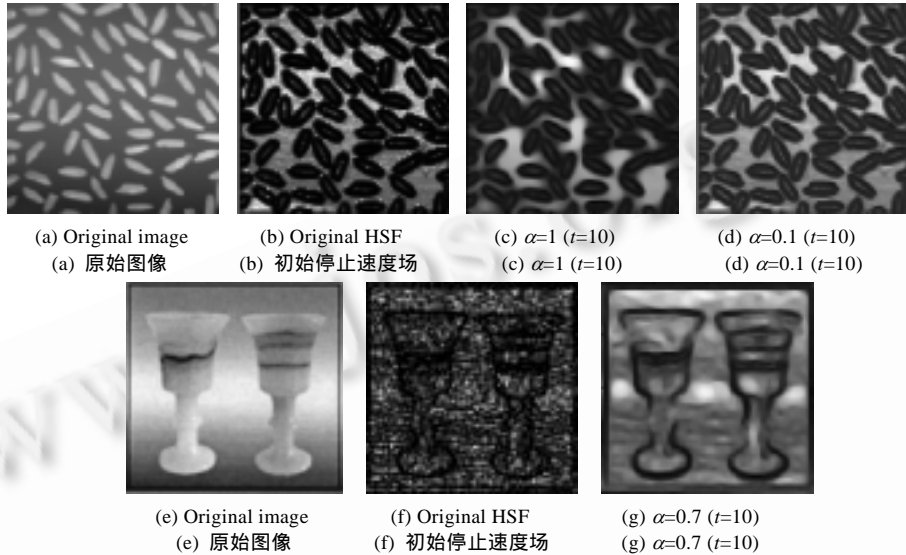 (a) Original image (b) Original HSF (c) α=1 (t=10) (d) α=0.1 (t=10)
(a) 原始图像 (b) 初始停止速度场 (c) α=1 (t=10) (d) α=0.1 (t=10)
(e) Original image (f) Original HSF (g) α=0.7 (t=10)
(e) 原始图像 (f) 初始停止速度场 (g) α=0.7 (t=10)